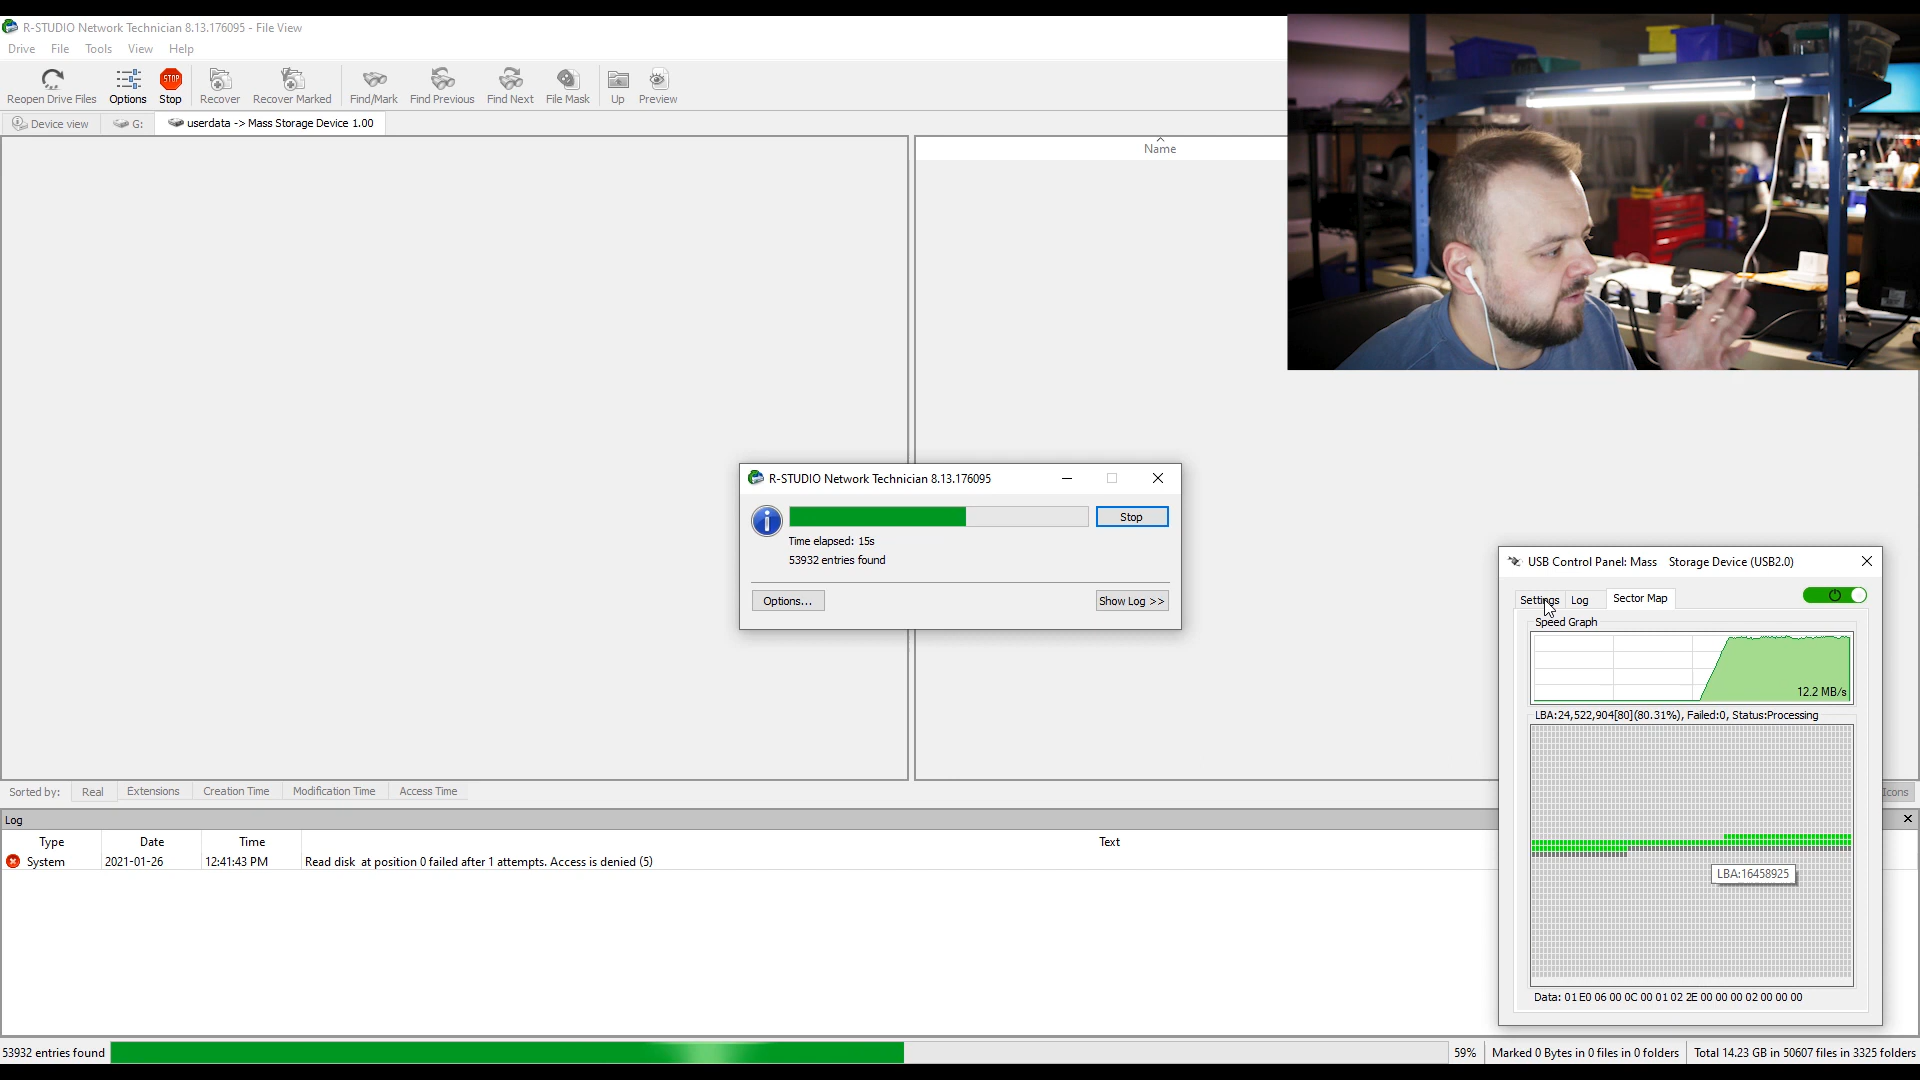 R-STUDIO Network Technician 8.13.176095 - File View
Drive File Tools View Help
Reopen Drive Files Options Stop Recover Recover Marked Find/Mark Find Previous Find Next File Mask Up Preview
STOP
Device view G: userdata -> Mass Storage Device 1.00
Name
R-STUDIO Network Technician 8.13.176095
Stop
Time elapsed: 15s
53932 entries found
Options... Show Log >>
USB Control Panel: Mass Storage Device (USB2.0)
Settings Log Sector Map
Speed Graph
12.2 MB/s
LBA:24,522,904[80](80.31%), Failed:0, Status:Processing
LBA:16458925
Data: 01 E0 06 00 0C 00 01 02 2E 00 00 00 02 00 00 00
Sorted by: Real Extensions Creation Time Modification Time Access Time Icons
Log
Type Date Time Text
System 2021-01-26 12:41:43 PM Read disk at position 0 failed after 1 attempts. Access is denied (5)
53932 entries found 59% Marked 0 Bytes in 0 files in 0 folders Total 14.23 GB in 50607 files in 3325 folders